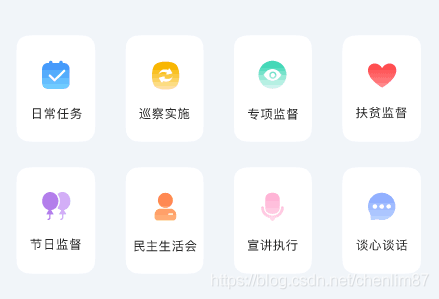 日常任务
巡察实施
专项监督
扶贫监督
节日监督
民主生活会
宣讲执行
谈心谈话
https://blog.csdn.net/chenlim87